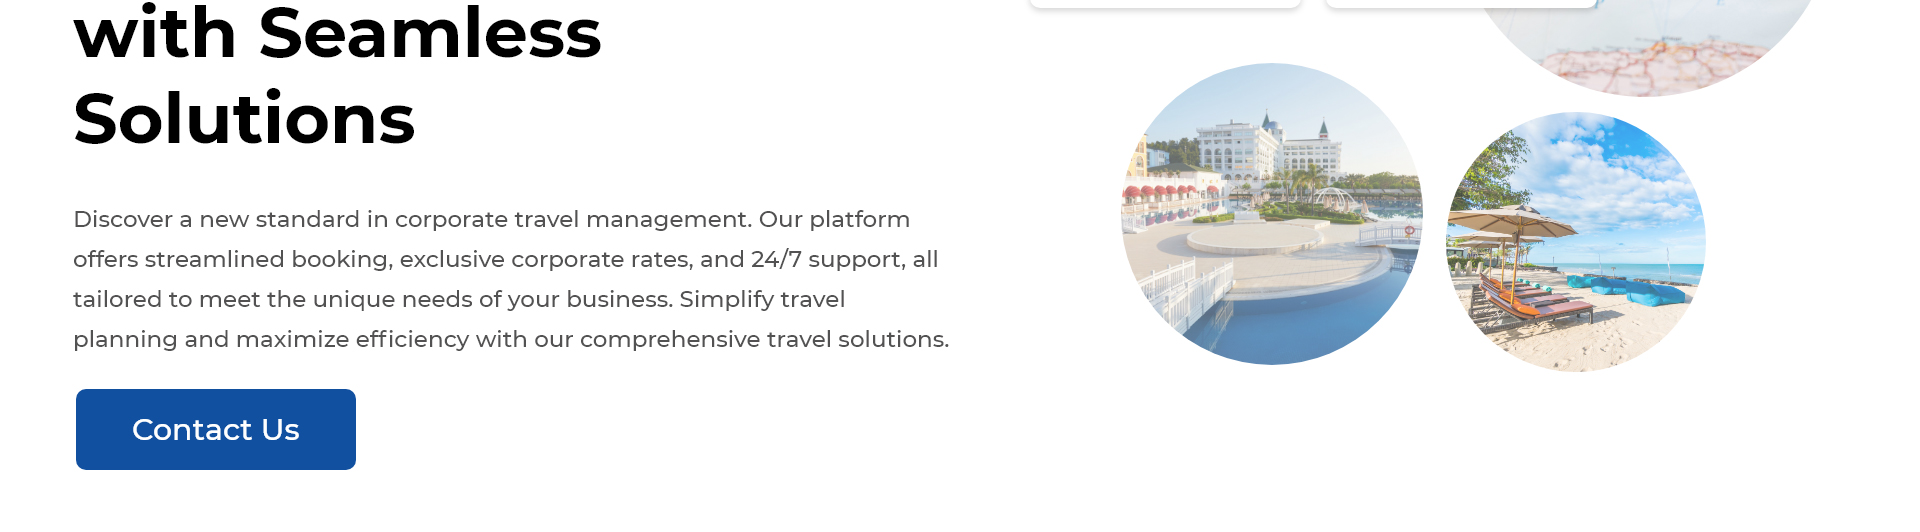 with Seamless
Solutions
Discover a new standard in corporate travel management. Our platform
offers streamlined booking, exclusive corporate rates, and 24/7 support, all
tailored to meet the unique needs of your business. Simplify travel
planning and maximize efficiency with our comprehensive travel solutions.
Contact Us